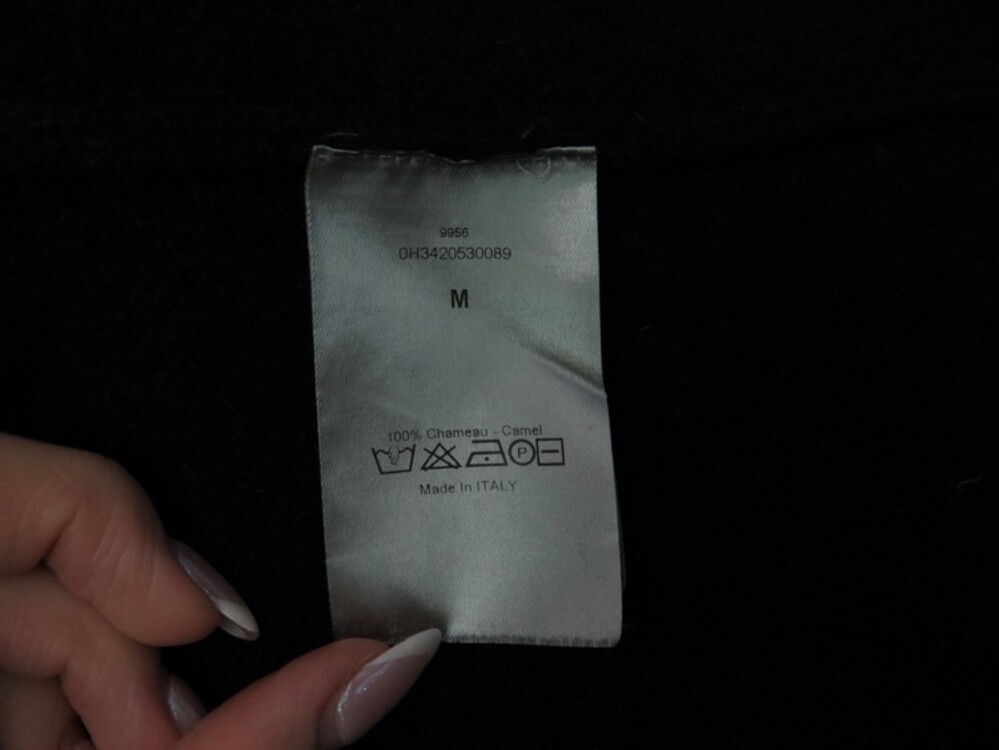 9956
0H3420530089
M
100% Chameau - Camel
P
Made In ITALY